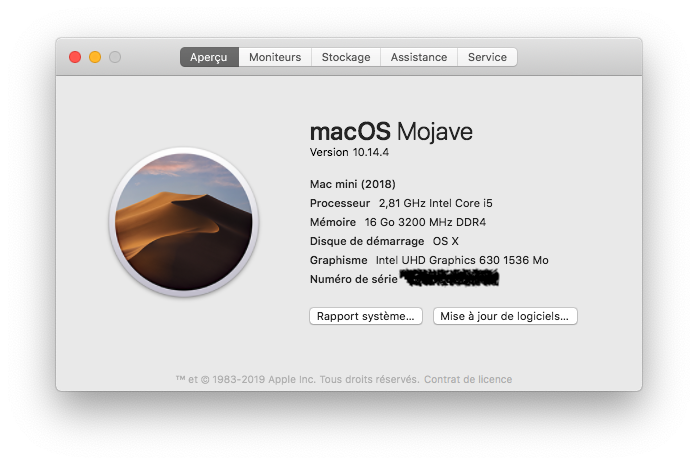 Aperçu Moniteurs Stockage Assistance Service
macOS Mojave
Version 10.14.4
Mac mini (2018)
Processeur 2,81 GHz Intel Core i5
Mémoire 16 Go 3200 MHz DDR4
Disque de démarrage OS X
Graphisme Intel UHD Graphics 630 1536 Mo
Numéro de série
Rapport système... Mise à jour de logiciels...
™ et © 1983-2019 Apple Inc. Tous droits réservés. Contrat de licence